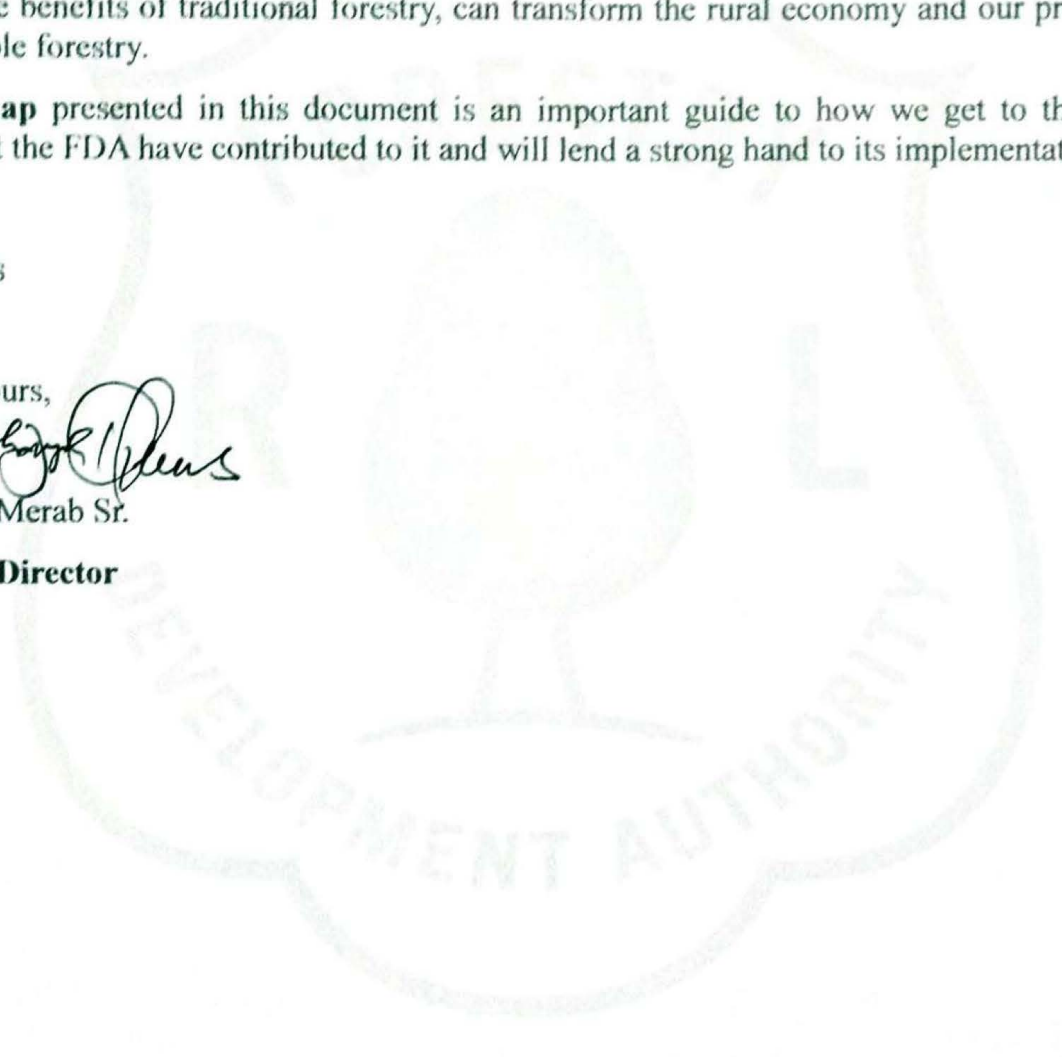 benefits of traditional forestry, can transform the rural economy and our pr
le forestry.
ap presented in this document is an important guide to how we get to th
the FDA have contributed to it and will lend a strong hand to its implementat
s
urs,
Merab Sr.
Director
R L
DEVELOPMENT AUTHORITY